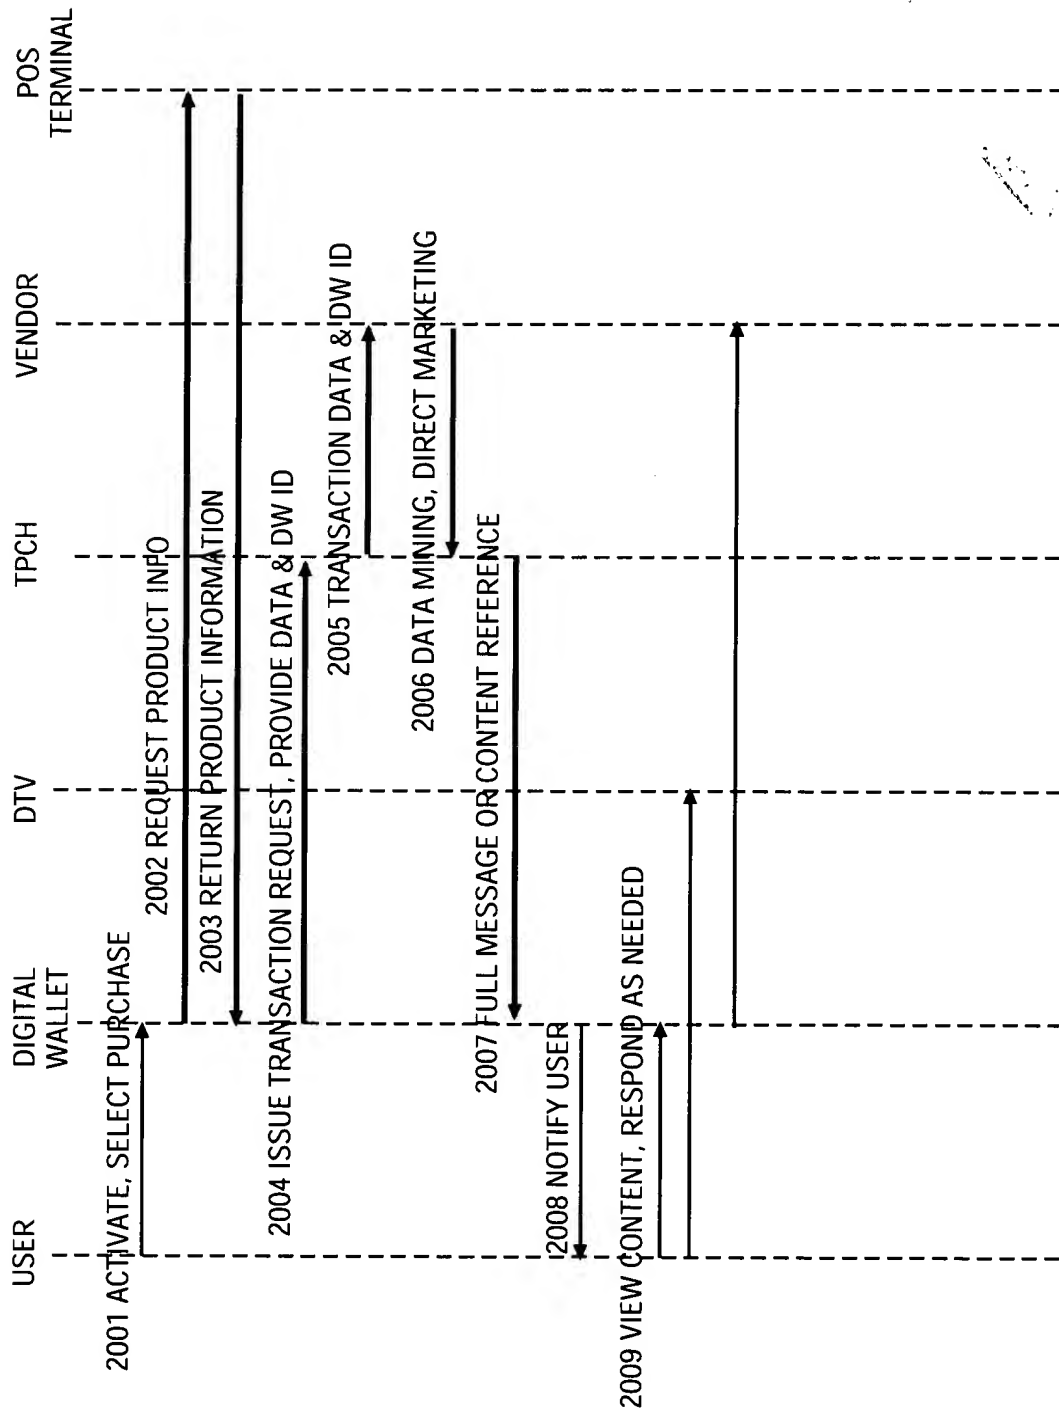 USER
DIGITAL
WALLET
DTV
TPCH
VENDOR
POS
TERMINAL
2001 ACTIVATE, SELECT PURCHASE
2002 REQUEST PRODUCT INFO
2003 RETURN PRODUCT INFORMATION
2004 ISSUE TRANSACTION REQUEST, PROVIDE DATA & DW ID
2005 TRANSACTION DATA & DW ID
2006 DATA MINING, DIRECT MARKETING
2007 FULL MESSAGE OR CONTENT REFERENCE
2008 NOTIFY USER
2009 VIEW CONTENT, RESPOND AS NEEDED